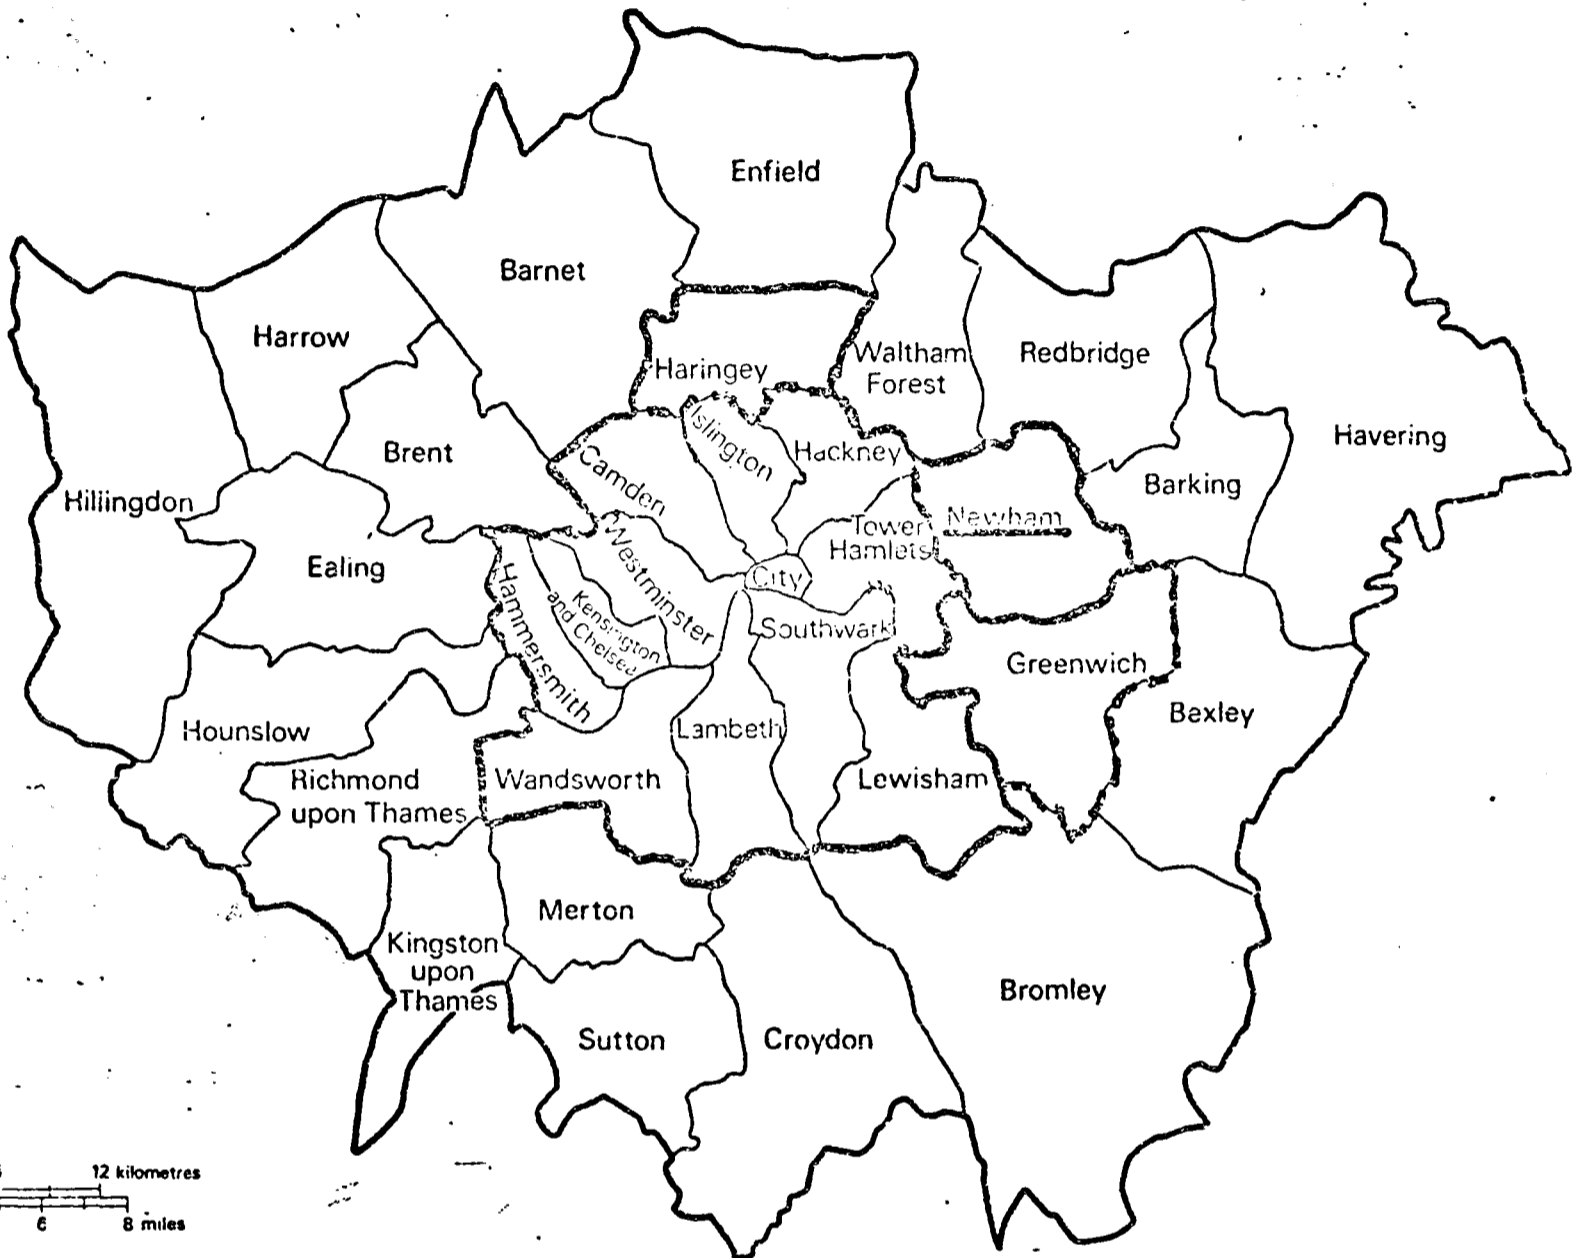 Enfield
Barnet
Harrow
Haringey
Waltham
Forest
Redbridge
Havering
Brent
Islington
Hackney
Camden
Barking
Hillingdon
Newham
Tower
Hamlets
Ealing
Westminster
City
Hammersmith
Kensington
and Chelsea
Southwark
Greenwich
Hounslow
Lambeth
Bexley
Richmond
upon Thames
Wandsworth
Lewisham
Merton
Kingston
upon
Thames
Bromley
Sutton
Croydon
12 kilometres
6 8 miles